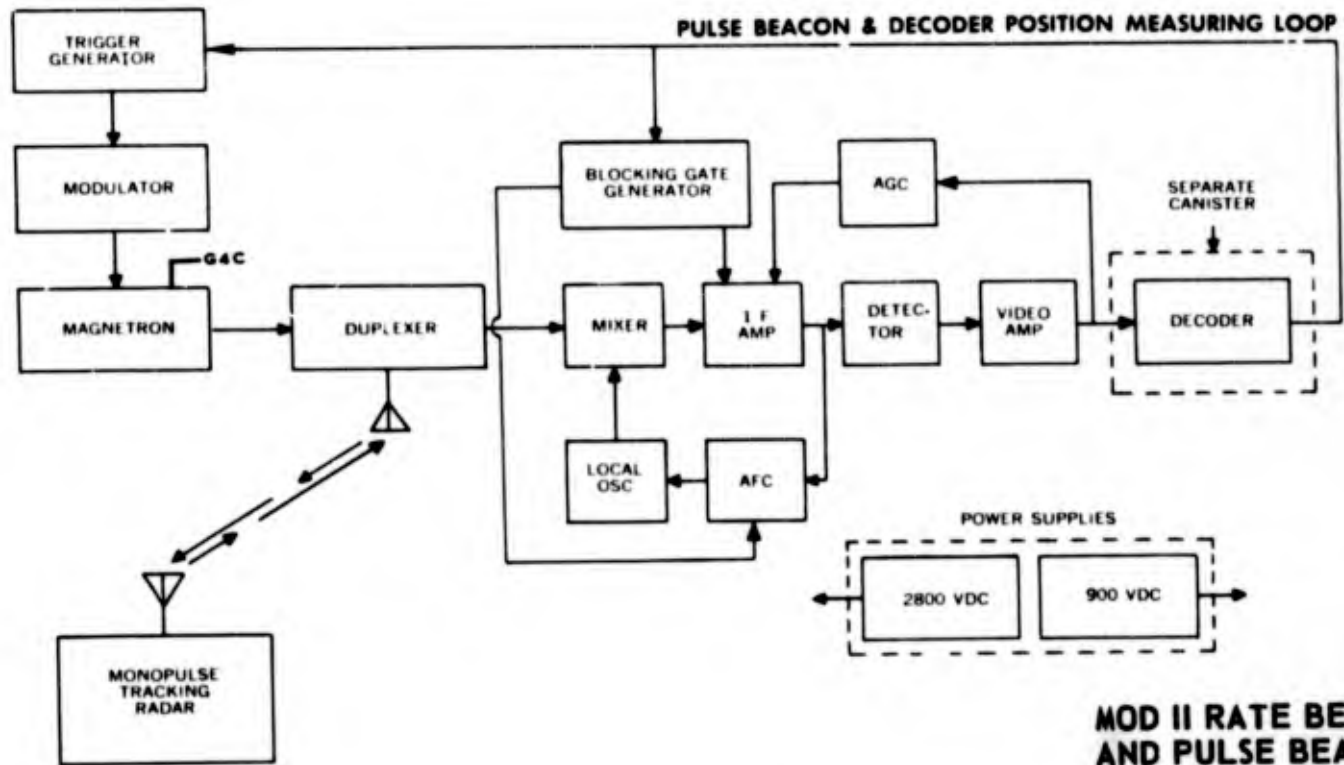 PULSE BEACON & DECODER POSITION MEASURING LOOP
TRIGGER
GENERATOR
MODULATOR
G4C
MAGNETRON
DUPLEXER
BLOCKING GATE
GENERATOR
AGC
SEPARATE
CANISTER
MIXER
I F
AMP
DETEC-
TOR
VIDEO
AMP
DECODER
LOCAL
OSC
AFC
POWER SUPPLIES
2800 VDC
900 VDC
MONOPULSE
TRACKING
RADAR
MOD II RATE BE
AND PULSE BEA